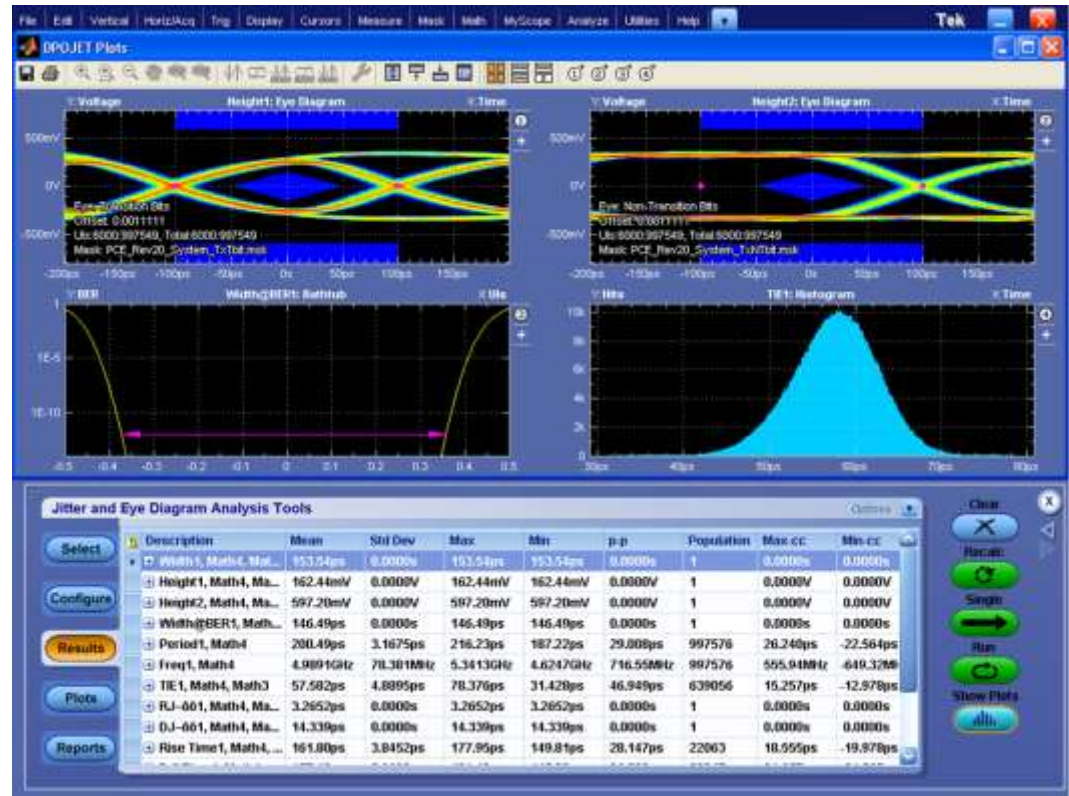 File Edit Vertical Horiz/Acq Trig Display Cursors Measure Mask Math MyScope Analyze Utilities Help Tek
DPOJET Plots
Y: Voltage Height1: Eye Diagram X: Time
500mV
0V
-500mV
Eye: Transition Bits
Offset: 0.0011111
UIs:6000:997549, Total:6000:997549
Mask: PCE_Rev20_System_TxTbit.msk
-200ps -150ps -100ps -50ps 0s 50ps 100ps 150ps
Y: Voltage Height2: Eye Diagram X: Time
500mV
0V
-500mV
Eye: Non-Transition Bits
Offset: 0.0011111
UIs:6000:997549, Total:6000:997549
Mask: PCE_Rev20_System_TxNTbit.msk
-200ps -150ps -100ps -50ps 0s 50ps 100ps 150ps
Y: BER Width@BER1: Bathtub X: UIs
1
1E-5
1E-10
-0.5 -0.4 -0.3 -0.2 -0.1 0 0.1 0.2 0.3 0.4 0.5
Y: Hits TIE1: Histogram X: Time
10k
8k
6k
4k
2k
0
30ps 40ps 50ps 60ps 70ps 80ps
Jitter and Eye Diagram Analysis Tools
Options
Clear
X
Select
Configure
Results
Plots
Reports
Description Mean Std Dev Max Min p-p Population Max-cc Min-cc
Width1, Math4, Mat... 153.54ps 0.0000s 153.54ps 153.54ps 0.0000s 1 0.0000s 0.0000s
Height1, Math4, Ma... 162.44mV 0.0000V 162.44mV 162.44mV 0.0000V 1 0.0000V 0.0000V
Height2, Math4, Ma... 597.20mV 0.0000V 597.20mV 597.20mV 0.0000V 1 0.0000V 0.0000V
Width@BER1, Math... 146.49ps 0.0000s 146.49ps 146.49ps 0.0000s 1 0.0000s 0.0000s
Period1, Math4 200.49ps 3.1675ps 216.23ps 187.22ps 29.008ps 997576 26.240ps -22.564ps
Freq1, Math4 4.9891GHz 78.381MHz 5.3413GHz 4.6247GHz 716.55MHz 997576 555.94MHz -649.32M
TIE1, Math4, Math3 57.582ps 4.8895ps 78.376ps 31.428ps 46.949ps 639056 15.257ps -12.978ps
RJ-δδ1, Math4, Ma... 3.2652ps 0.0000s 3.2652ps 3.2652ps 0.0000s 1 0.0000s 0.0000s
DJ-δδ1, Math4, Ma... 14.339ps 0.0000s 14.339ps 14.339ps 0.0000s 1 0.0000s 0.0000s
Rise Time1, Math4, ... 161.80ps 3.8452ps 177.95ps 149.81ps 28.147ps 22063 18.555ps -19.978ps
Recalc
Single
Run
Show Plots